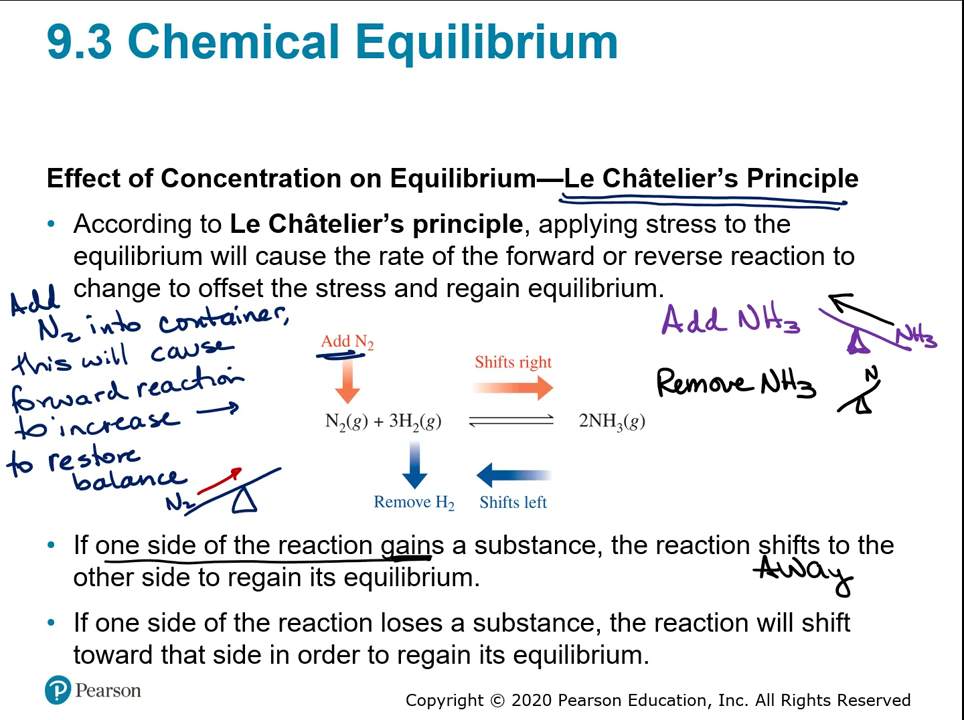 9.3 Chemical Equilibrium
Effect of Concentration on Equilibrium—Le Châtelier’s Principle
• According to Le Châtelier’s principle, applying stress to the
equilibrium will cause the rate of the forward or reverse reaction to
change to offset the stress and regain equilibrium.
Add
N₂ into container,
this will cause
forward reaction
to increase →
to restore
balance
N₂
Add N₂
Shifts right
N₂(g) + 3H₂(g) ⇌ 2NH₃(g)
Remove H₂
Shifts left
Add NH₃
NH₃
Remove NH₃
N
• If one side of the reaction gains a substance, the reaction shifts to the
other side to regain its equilibrium.
AWAy
• If one side of the reaction loses a substance, the reaction will shift
toward that side in order to regain its equilibrium.
P Pearson
Copyright © 2020 Pearson Education, Inc. All Rights Reserved